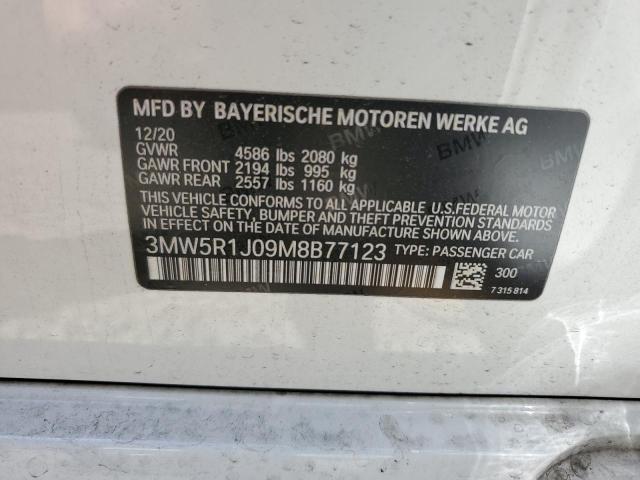 MFD BY BAYERISCHE MOTOREN WERKE AG
12/20
GVWR 4586 lbs 2080 kg
GAWR FRONT 2194 lbs 995 kg
GAWR REAR 2557 lbs 1160 kg
THIS VEHICLE CONFORMS TO ALL APPLICABLE U.S.FEDERAL MOTOR
VEHICLE SAFETY, BUMPER AND THEFT PREVENTION STANDARDS
IN EFFECT ON THE DATE OF MANUFACTURE SHOWN ABOVE.
3MW5R1J09M8B77123 TYPE: PASSENGER CAR
300
7 315 814